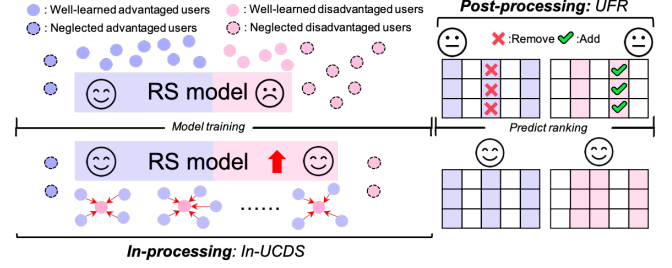 : Well-learned advantaged users : Well-learned disadvantaged users
: Neglected advantaged users : Neglected disadvantaged users
Post-processing: UFR
:Remove :Add
RS model
Model training
Predict ranking
RS model
......
In-processing: In-UCDS